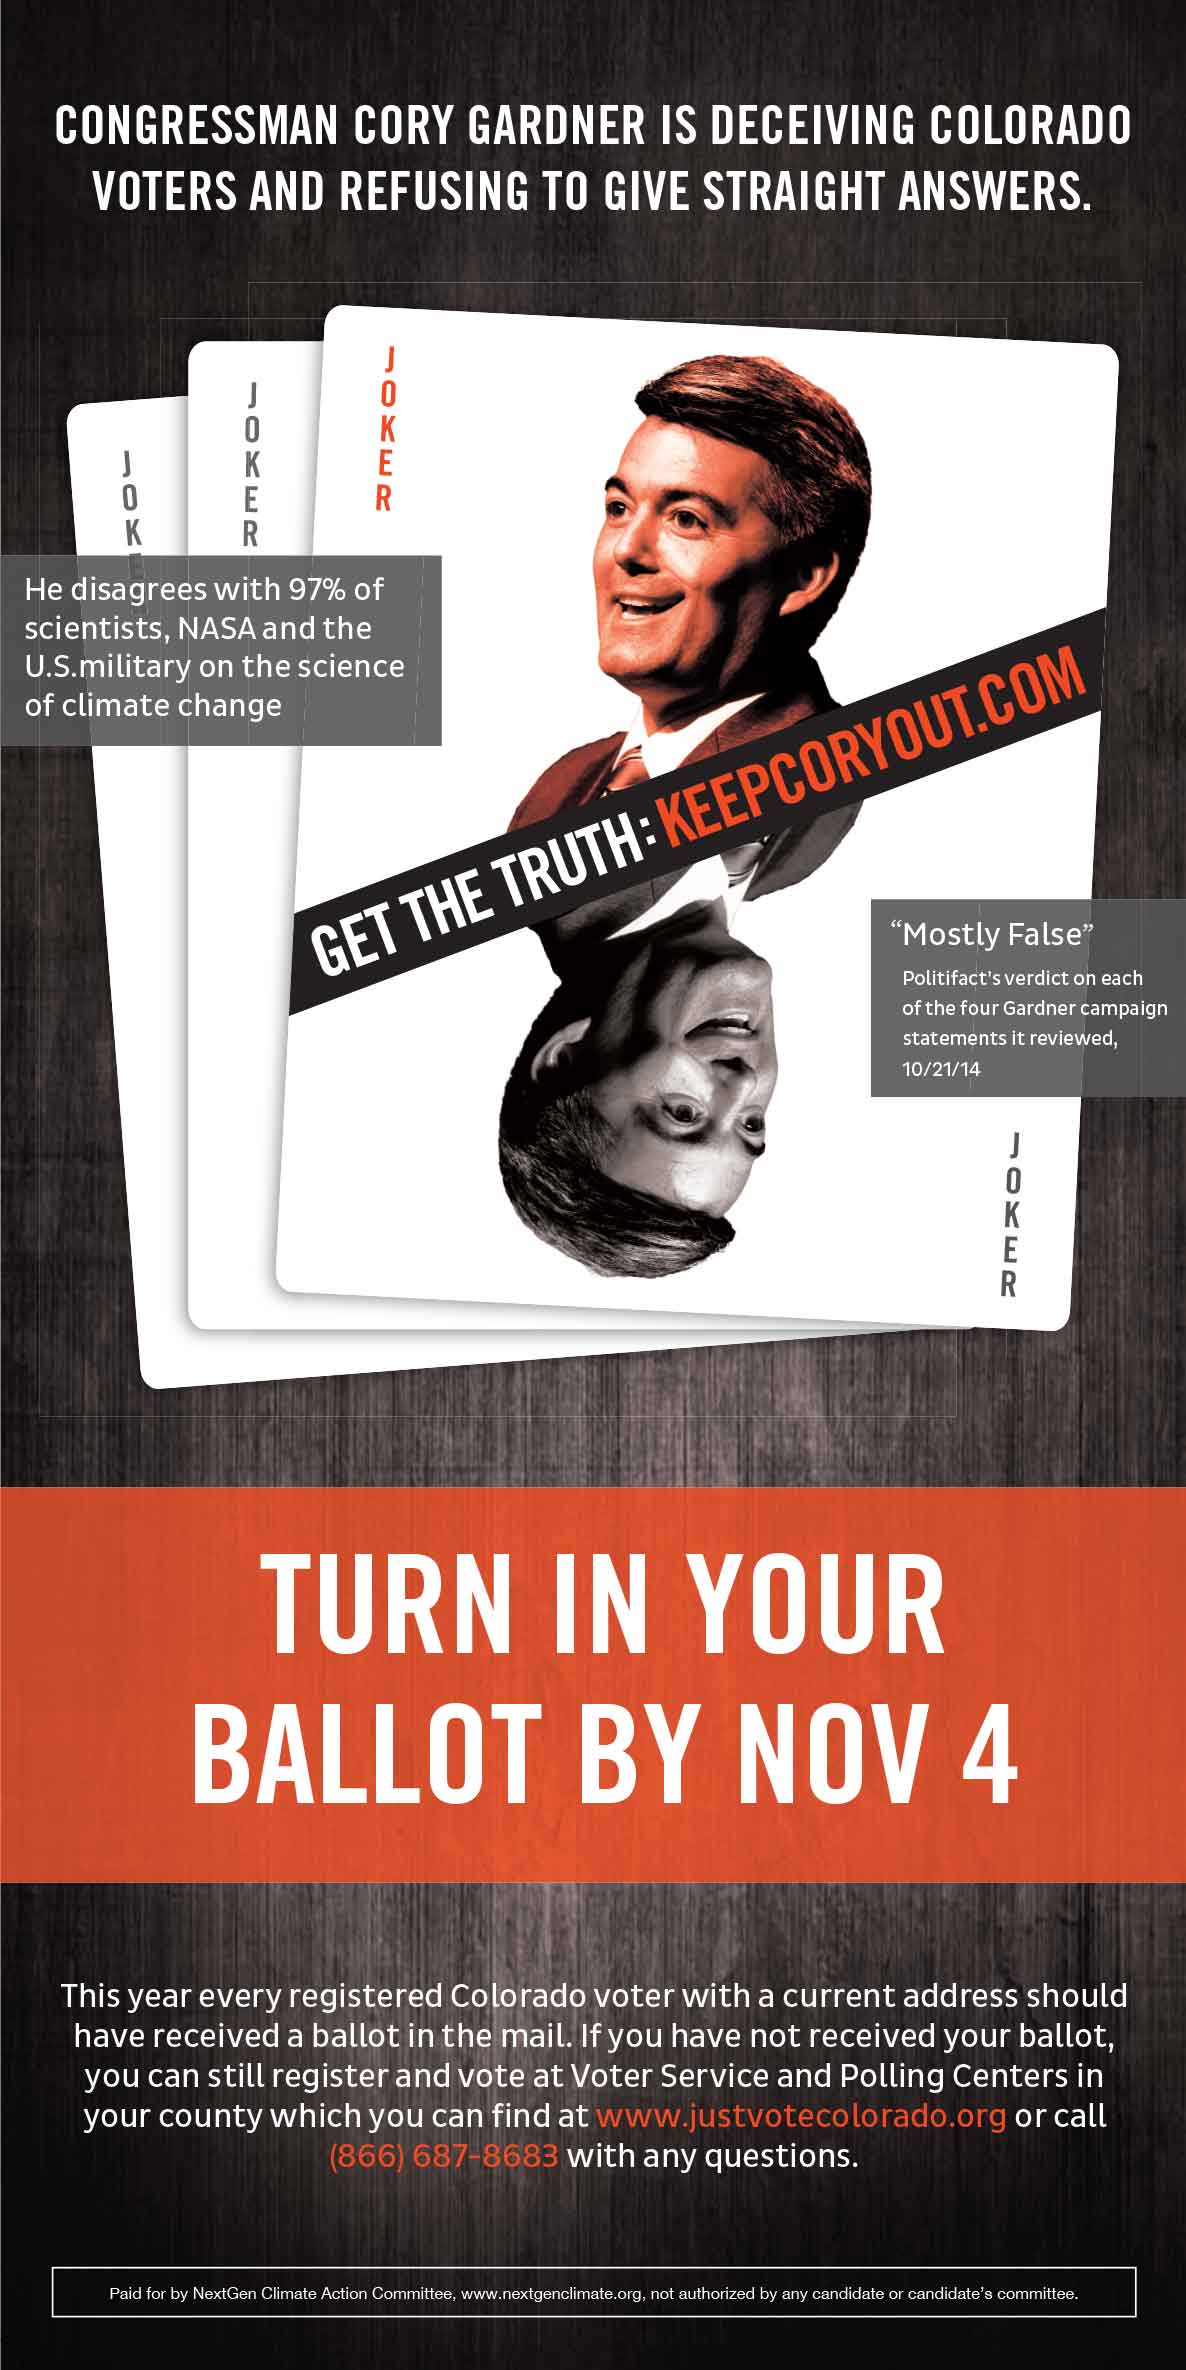 CONGRESSMAN CORY GARDNER IS DECEIVING COLORADO
VOTERS AND REFUSING TO GIVE STRAIGHT ANSWERS.
JOKER
JOKER
JOKE
He disagrees with 97% of
scientists, NASA and the
U.S.military on the science
of climate change
GET THE TRUTH: KEEPCORYOUT.COM
“Mostly False”
Politifact’s verdict on each
of the four Gardner campaign
statements it reviewed,
10/21/14
JOKER
TURN IN YOUR
BALLOT BY NOV 4
This year every registered Colorado voter with a current address should
have received a ballot in the mail. If you have not received your ballot,
you can still register and vote at Voter Service and Polling Centers in
your county which you can find at www.justvotecolorado.org or call
(866) 687-8683 with any questions.
Paid for by NextGen Climate Action Committee, www.nextgenclimate.org, not authorized by any candidate or candidate’s committee.